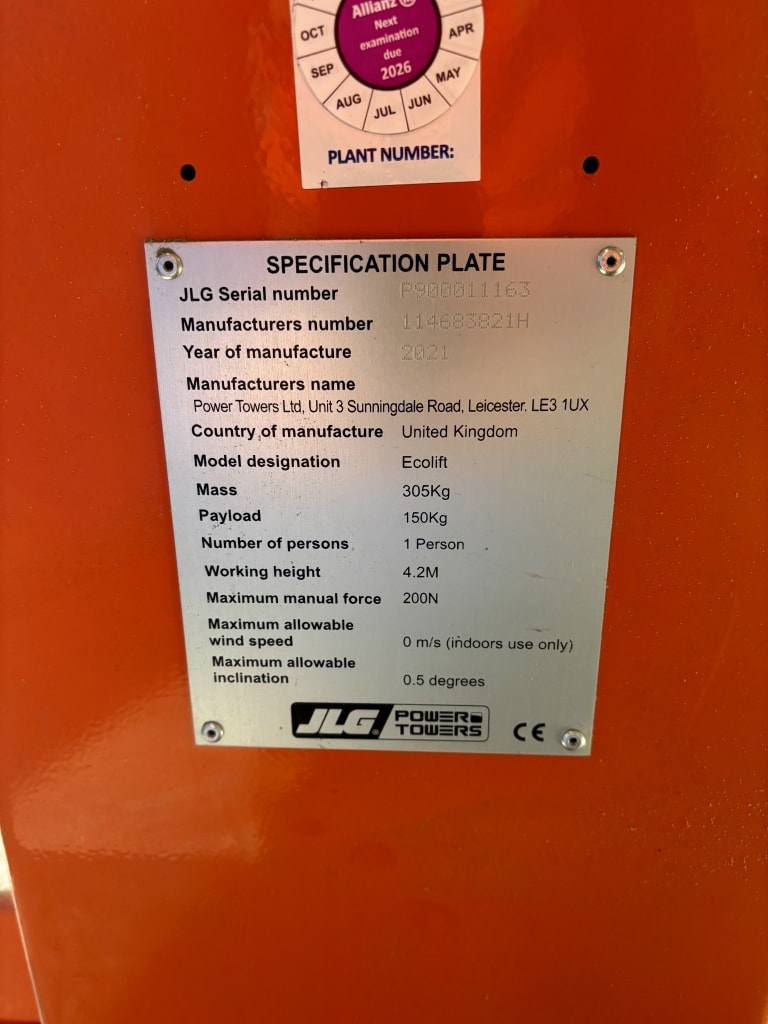 Allianz
Next
examination
due
2026
OCT
SEP
AUG
JUL
JUN
MAY
APR
PLANT NUMBER:
SPECIFICATION PLATE
JLG Serial number P900011163
Manufacturers number 114683821H
Year of manufacture 2021
Manufacturers name
Power Towers Ltd, Unit 3 Sunningdale Road, Leicester. LE3 1UX
Country of manufacture United Kingdom
Model designation Ecolift
Mass 305Kg
Payload 150Kg
Number of persons 1 Person
Working height 4.2M
Maximum manual force 200N
Maximum allowable
wind speed 0 m/s (indoors use only)
Maximum allowable
inclination 0.5 degrees
JLG POWER
TOWERS
CE